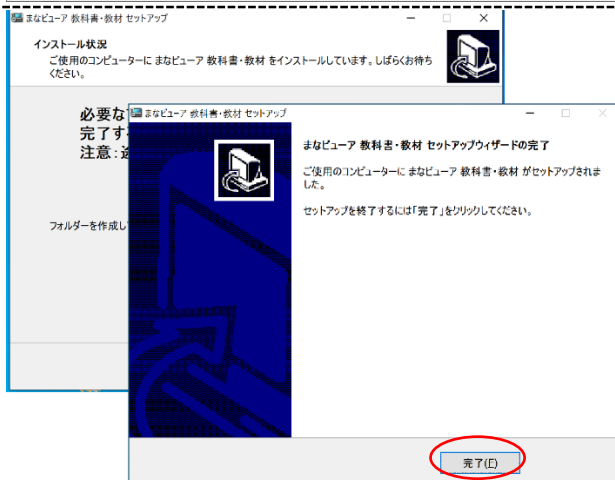 まなビューア 教科書・教材 セットアップ
インストール状況
ご使用のコンピューターに まなビューア 教科書・教材 をインストールしています。しばらくお待ち
ください。
必要な
完了す
注意:
フォルダーを作成し
まなビューア 教科書・教材 セットアップ
まなビューア 教科書・教材 セットアップウィザードの完了
ご使用のコンピューターに まなビューア 教科書・教材 がセットアップされま
した。
セットアップを終了するには「完了」をクリックしてください。
完了(F)